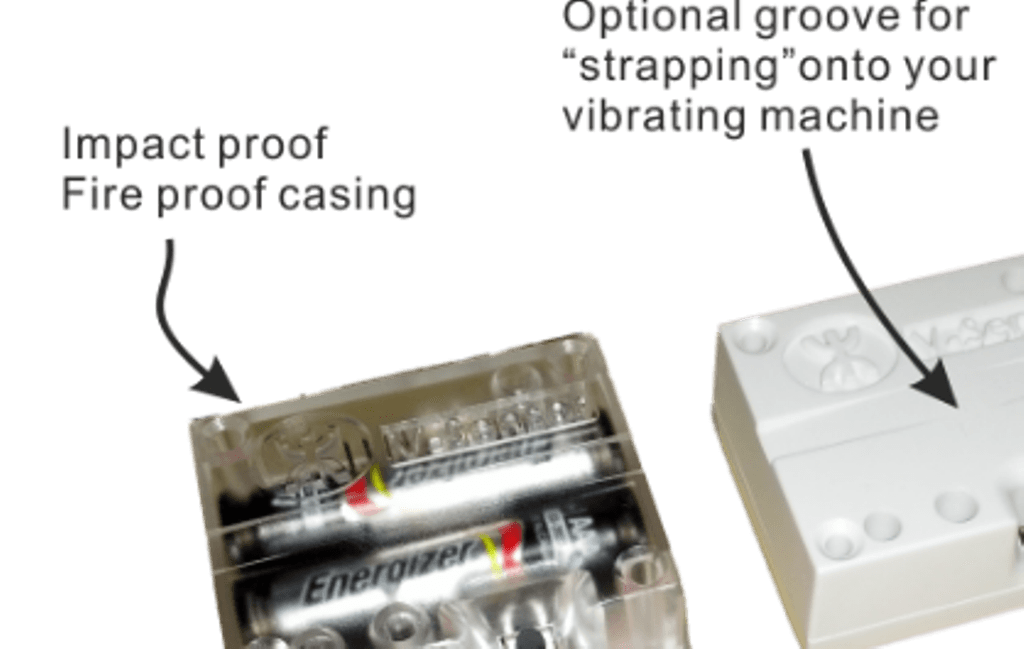 Optional groove for
“strapping”onto your
vibrating machine
Impact proof
Fire proof casing
Energizer